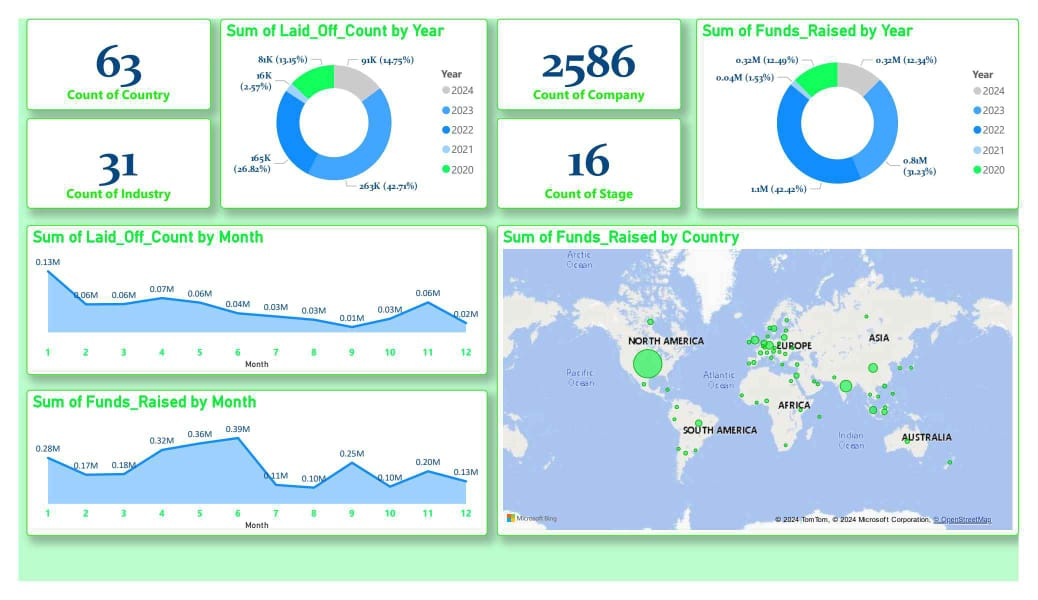 63
Count of Country
31
Count of Industry
Sum of Laid_Off_Count by Year
81K (13.15%)
91K (14.75%)
16K
(2.57%)
165K
(26.82%)
263K (42.71%)
Year
2024
2023
2022
2021
2020
2586
Count of Company
16
Count of Stage
Sum of Funds_Raised by Year
0.32M (12.49%)
0.32M (12.34%)
0.04M (1.53%)
0.81M
(31.23%)
1.1M (42.42%)
Year
2024
2023
2022
2021
2020
Sum of Laid_Off_Count by Month
0.13M
0.06M
0.06M
0.07M
0.06M
0.04M
0.03M
0.03M
0.01M
0.03M
0.06M
0.02M
1 2 3 4 5 6 7 8 9 10 11 12
Month
Sum of Funds_Raised by Month
0.28M
0.17M
0.18M
0.32M
0.36M
0.39M
0.11M
0.10M
0.25M
0.10M
0.20M
0.13M
1 2 3 4 5 6 7 8 9 10 11 12
Month
Sum of Funds_Raised by Country
Arctic
Ocean
NORTH AMERICA
EUROPE
ASIA
Pacific
Ocean
Atlantic
Ocean
AFRICA
SOUTH AMERICA
Indian
Ocean
AUSTRALIA
Microsoft Bing
© 2024 TomTom, © 2024 Microsoft Corporation, © OpenStreetMap